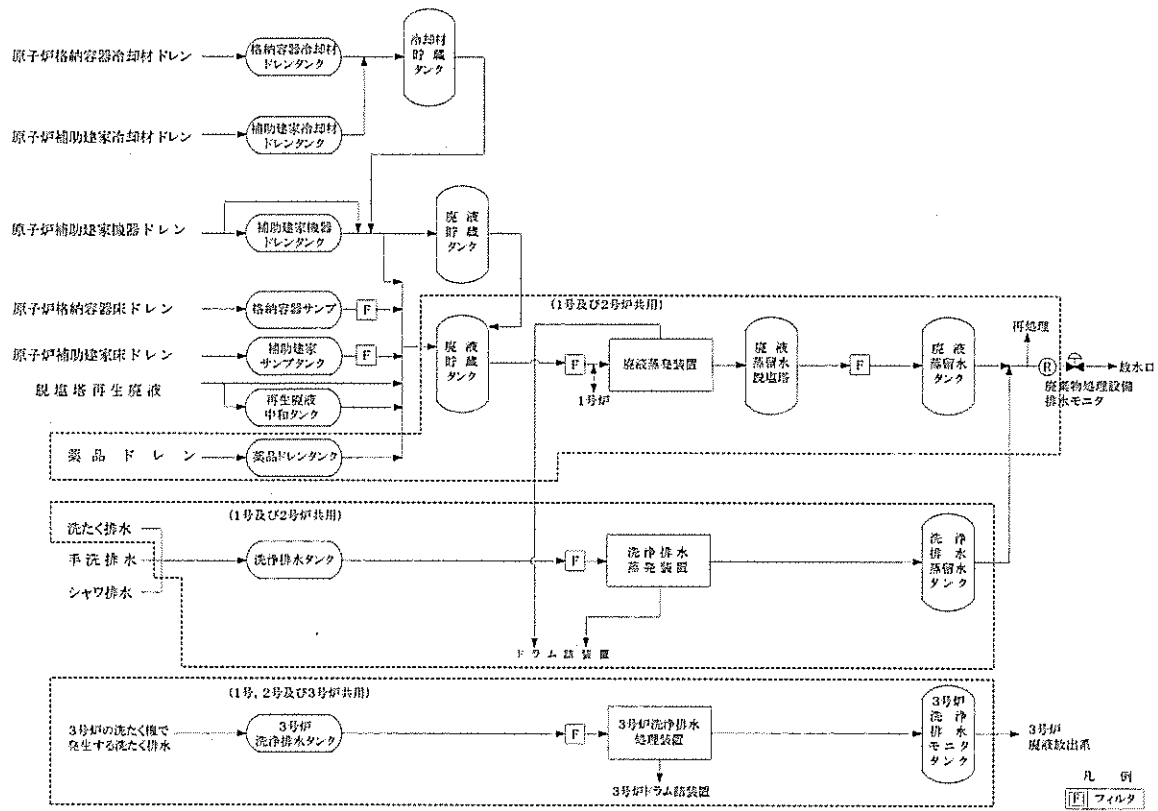 原子炉格納容器冷却材ドレン
格納容器冷却材
ドレンタンク
冷却材
貯蔵
タンク
原子炉補助建家冷却材ドレン
補助建家冷却材
ドレンタンク
原子炉補助建家機器ドレン
補助建家機器
ドレンタンク
廃液
貯蔵
タンク
原子炉格納容器床ドレン
格納容器サンプ
F
原子炉補助建家床ドレン
補助建家
サンプタンク
F
脱塩塔再生廃液
再生廃液
中和タンク
薬品ドレン
薬品ドレンタンク
(1号及び2号炉共用)
廃液
貯蔵
タンク
F
1号炉
廃液蒸発装置
廃液
蒸留水
脱塩塔
F
廃液
蒸留水
タンク
再処理
R
放水口
廃棄物処理設備
排水モニタ
(1号及び2号炉共用)
洗たく排水
手洗排水
シャワ排水
洗浄排水タンク
F
洗浄排水
蒸発装置
洗浄
排水
蒸留水
タンク
ドラム詰装置
(1号,2号及び3号炉共用)
3号炉の洗たく機で
発生する洗たく排水
3号炉
洗浄排水タンク
F
3号炉洗浄排水
処理装置
3号炉
洗浄
排水
モニタ
タンク
3号炉
廃液放出系
3号炉ドラム詰装置
凡例
F フィルタ